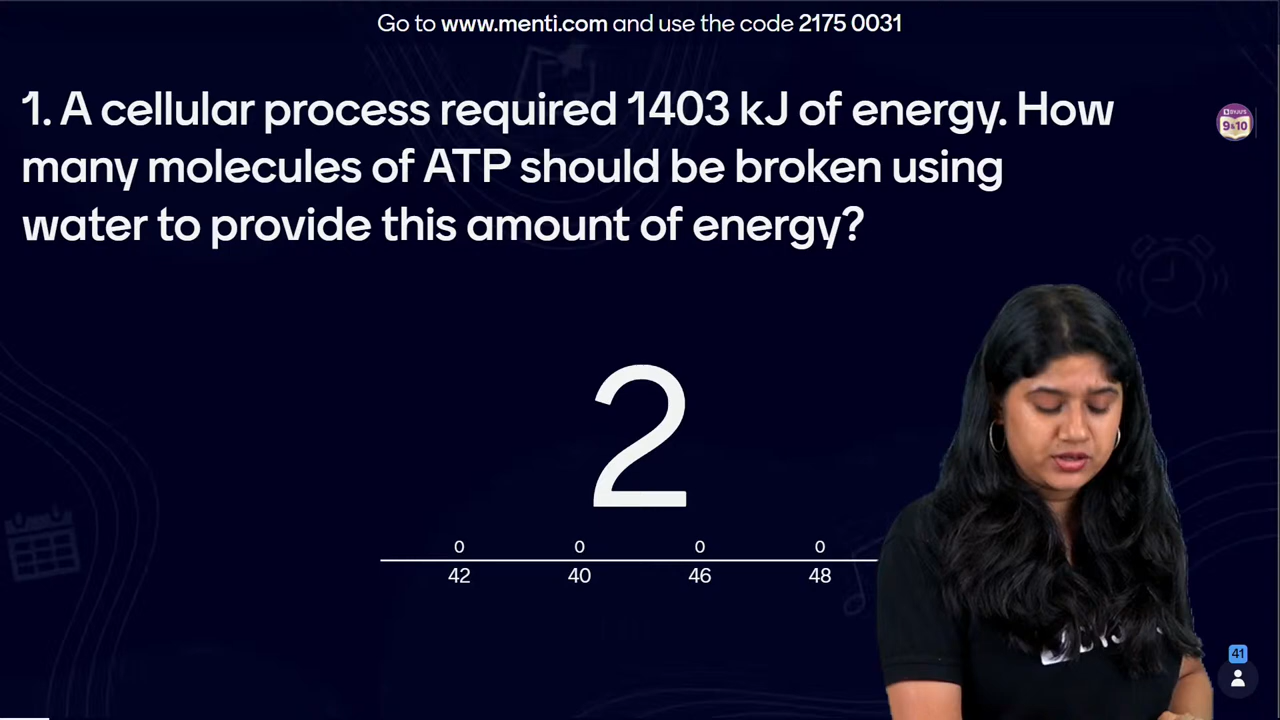 Go to www.menti.com and use the code 2175 0031
1. A cellular process required 1403 kJ of energy. How
many molecules of ATP should be broken using
water to provide this amount of energy?
9&10
2
0 0 0 0
42 40 46 48
41